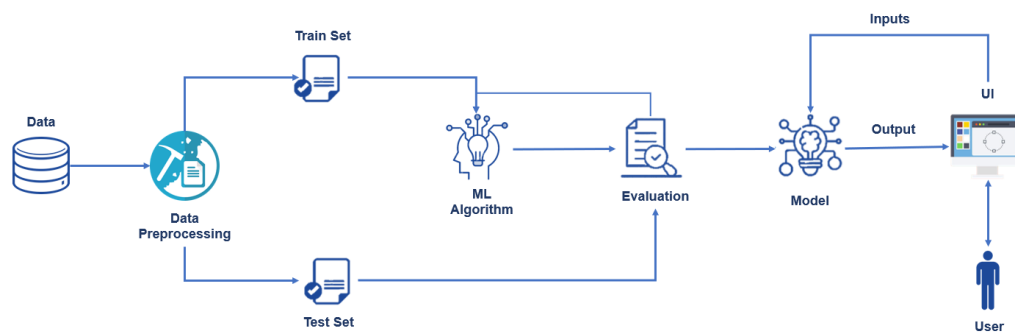 Inputs
Train Set
UI
Data
Output
ML
Algorithm
Evaluation
Model
Data
Preprocessing
Test Set
User